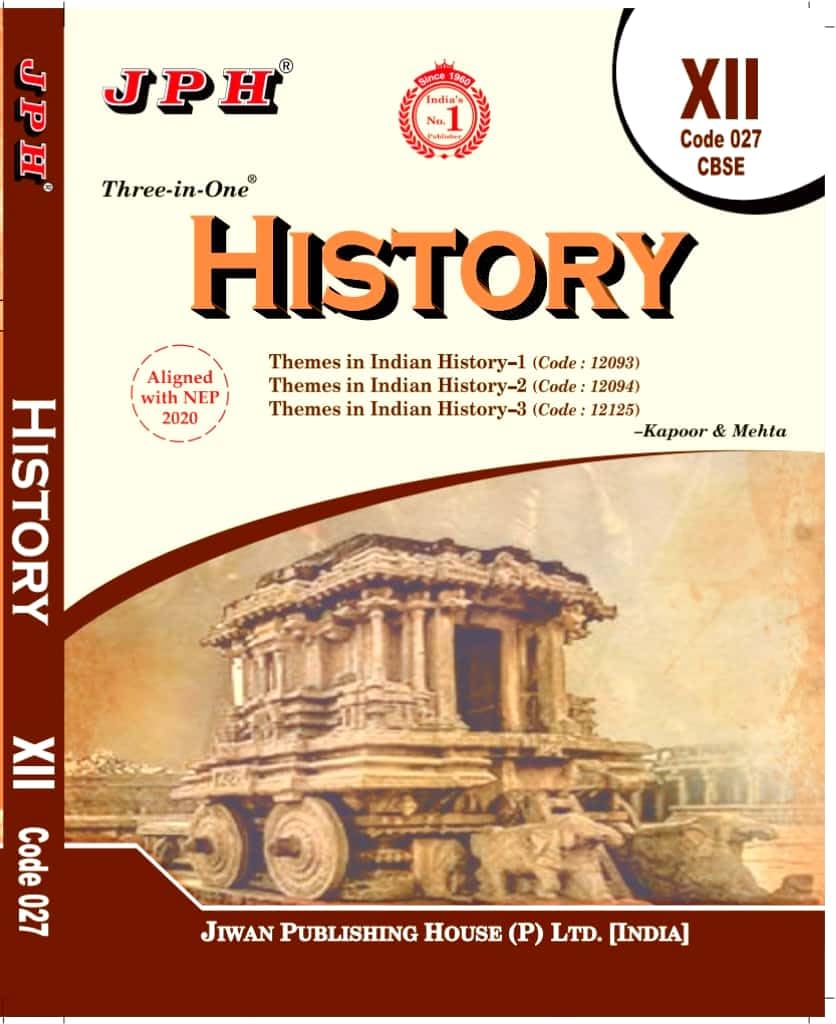 JPH®
HISTORY
XII
Code 027
JPH®
Since 1960
India's
No. 1
Publisher
XII
Code 027
CBSE
Three-in-One®
HISTORY
Aligned
with NEP
2020
Themes in Indian History–1 (Code : 12093)
Themes in Indian History–2 (Code : 12094)
Themes in Indian History–3 (Code : 12125)
–Kapoor & Mehta
JIWAN PUBLISHING HOUSE (P) LTD. [INDIA]